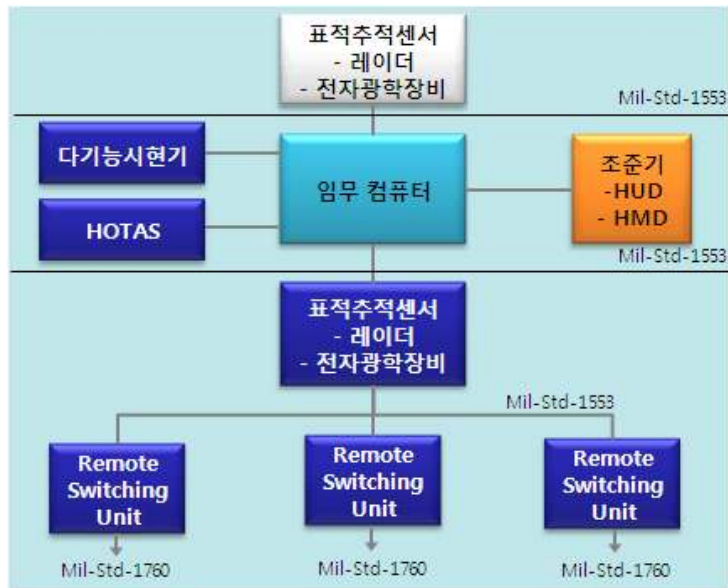 표적추적센서
- 레이더
- 전자광학장비
Mil-Std-1553
다기능시현기
HOTAS
임무 컴퓨터
조준기
-HUD
- HMD
Mil-Std-1553
표적추적센서
- 레이더
- 전자광학장비
Mil-Std-1553
Remote
Switching
Unit
Remote
Switching
Unit
Remote
Switching
Unit
Mil-Std-1760
Mil-Std-1760
Mil-Std-1760